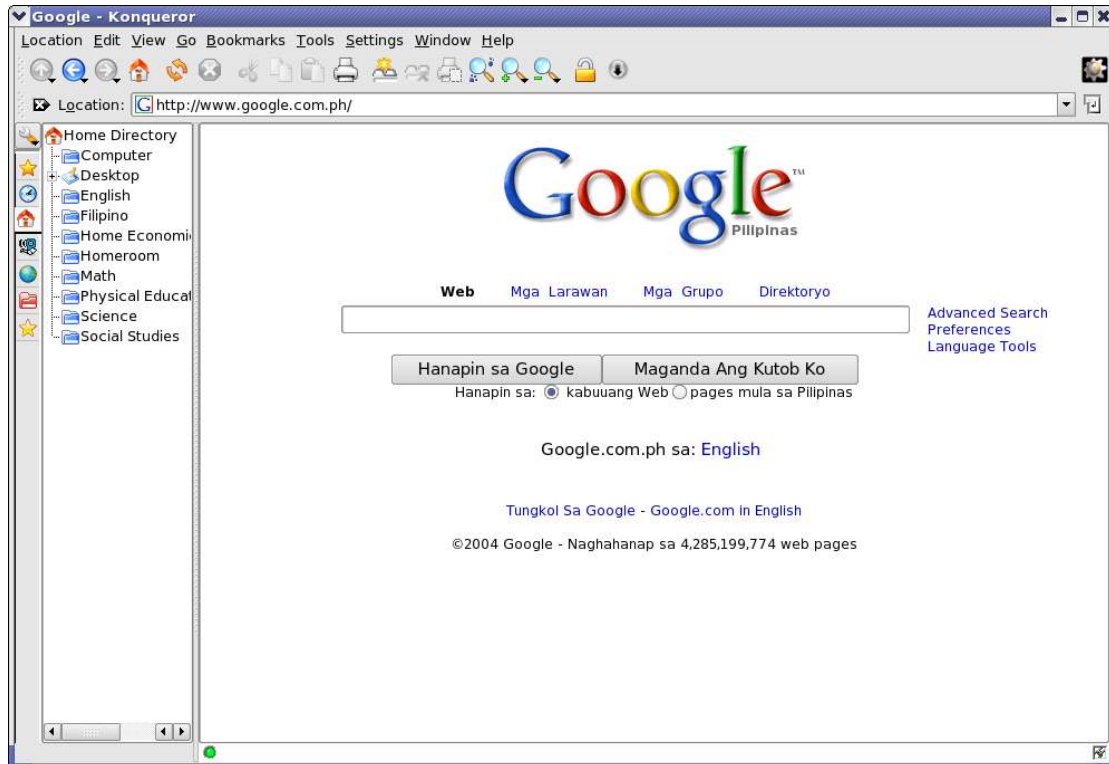 Google - Konqueror
Location Edit View Go Bookmarks Tools Settings Window Help
Location: http://www.google.com.ph/
Home Directory
Computer
Desktop
English
Filipino
Home Economi
Homeroom
Math
Physical Educat
Science
Social Studies
Google™
Pilipinas
Web Mga Larawan Mga Grupo Direktoryo
Advanced Search
Preferences
Language Tools
Hanapin sa Google Maganda Ang Kutob Ko
Hanapin sa: kabuuang Web pages mula sa Pilipinas
Google.com.ph sa: English
Tungkol Sa Google - Google.com in English
©2004 Google - Naghahanap sa 4,285,199,774 web pages